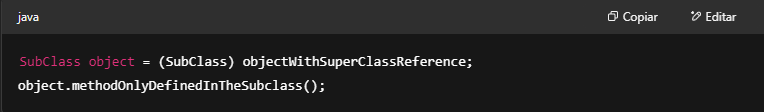 java
Copiar
Editar
SubClass object = (SubClass) objectWithSuperClassReference;
object.methodOnlyDefinedInTheSubclass();